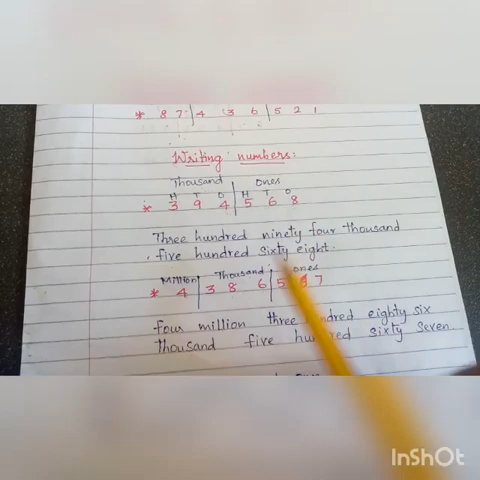 * 8 7 4 3 6 5 2 1
Writing numbers:
Thousand ones
H T O H T O
* 3 9 4 5 6 8
Three hundred ninety four thousand
five hundred sixty eight.
Million Thousand ones
* 4 3 8 6 5 7
four million three eighty six
thousand five hundred sixty seven
InShOt